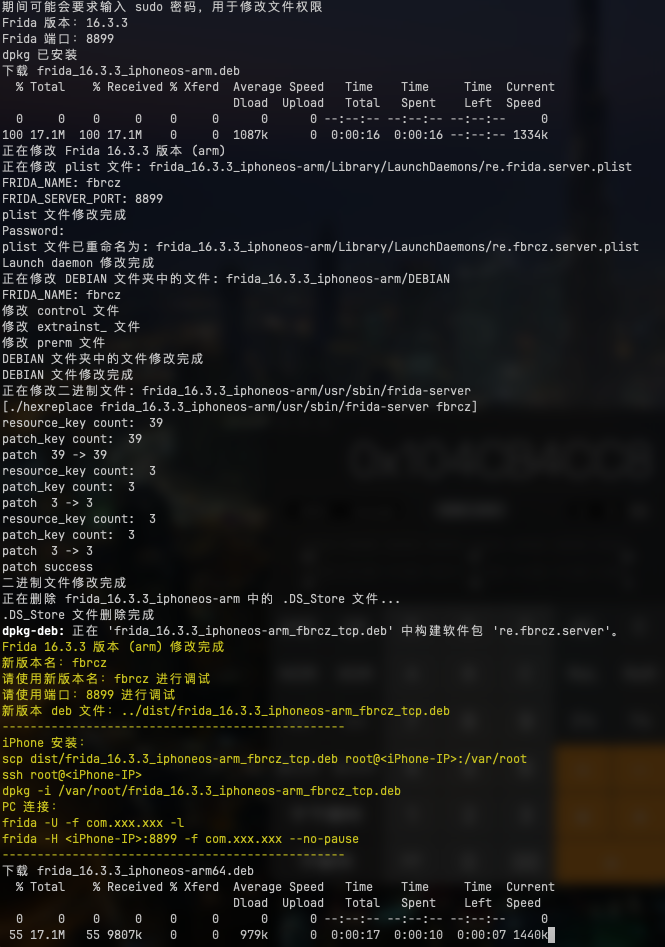 期间可能会要求输入 sudo 密码，用于修改文件权限
Frida 版本: 16.3.3
Frida 端口: 8899
dpkg 已安装
下载 frida_16.3.3_iphoneos-arm.deb
  % Total    % Received % Xferd  Average Speed   Time    Time     Time  Current
                                 Dload  Upload   Total   Spent    Left  Speed
  0     0    0     0    0     0      0      0 --:--:-- --:--:-- --:--:--     0
100 17.1M  100 17.1M    0     0  1087k      0  0:00:16  0:00:16 --:--:-- 1334k
正在修改 Frida 16.3.3 版本 (arm)
正在修改 plist 文件: frida_16.3.3_iphoneos-arm/Library/LaunchDaemons/re.frida.server.plist
FRIDA_NAME: fbrcz
FRIDA_SERVER_PORT: 8899
plist 文件修改完成
Password:
plist 文件已重命名为: frida_16.3.3_iphoneos-arm/Library/LaunchDaemons/re.fbrcz.server.plist
Launch daemon 修改完成
正在修改 DEBIAN 文件夹中的文件: frida_16.3.3_iphoneos-arm/DEBIAN
FRIDA_NAME: fbrcz
修改 control 文件
修改 extrainst_ 文件
修改 prerm 文件
DEBIAN 文件夹中的文件修改完成
DEBIAN 文件修改完成
正在修改二进制文件: frida_16.3.3_iphoneos-arm/usr/sbin/frida-server
[./hexreplace frida_16.3.3_iphoneos-arm/usr/sbin/frida-server fbrcz]
resource_key count:  39
patch_key count:  39
patch  39 -> 39
resource_key count:  3
patch_key count:  3
patch  3 -> 3
resource_key count:  3
patch_key count:  3
patch  3 -> 3
patch success
二进制文件修改完成
正在删除 frida_16.3.3_iphoneos-arm 中的 .DS_Store 文件...
.DS_Store 文件删除完成
dpkg-deb: 正在 'frida_16.3.3_iphoneos-arm_fbrcz_tcp.deb' 中构建软件包 're.fbrcz.server'。
Frida 16.3.3 版本 (arm) 修改完成
新版本名: fbrcz
请使用新版本名: fbrcz 进行调试
请使用端口: 8899 进行调试
新版本 deb 文件: ../dist/frida_16.3.3_iphoneos-arm_fbrcz_tcp.deb
-------------------------------------------------
iPhone 安装:
scp dist/frida_16.3.3_iphoneos-arm_fbrcz_tcp.deb root@<iPhone-IP>:/var/root
ssh root@<iPhone-IP>
dpkg -i /var/root/frida_16.3.3_iphoneos-arm_fbrcz_tcp.deb
PC 连接:
frida -U -f com.xxx.xxx -l
frida -H <iPhone-IP>:8899 -f com.xxx.xxx --no-pause
-------------------------------------------------
下载 frida_16.3.3_iphoneos-arm64.deb
  % Total    % Received % Xferd  Average Speed   Time    Time     Time  Current
                                 Dload  Upload   Total   Spent    Left  Speed
  0     0    0     0    0     0      0      0 --:--:-- --:--:-- --:--:--     0
 55 17.1M   55 9807k    0     0   979k      0  0:00:17  0:00:10  0:00:07 1440k